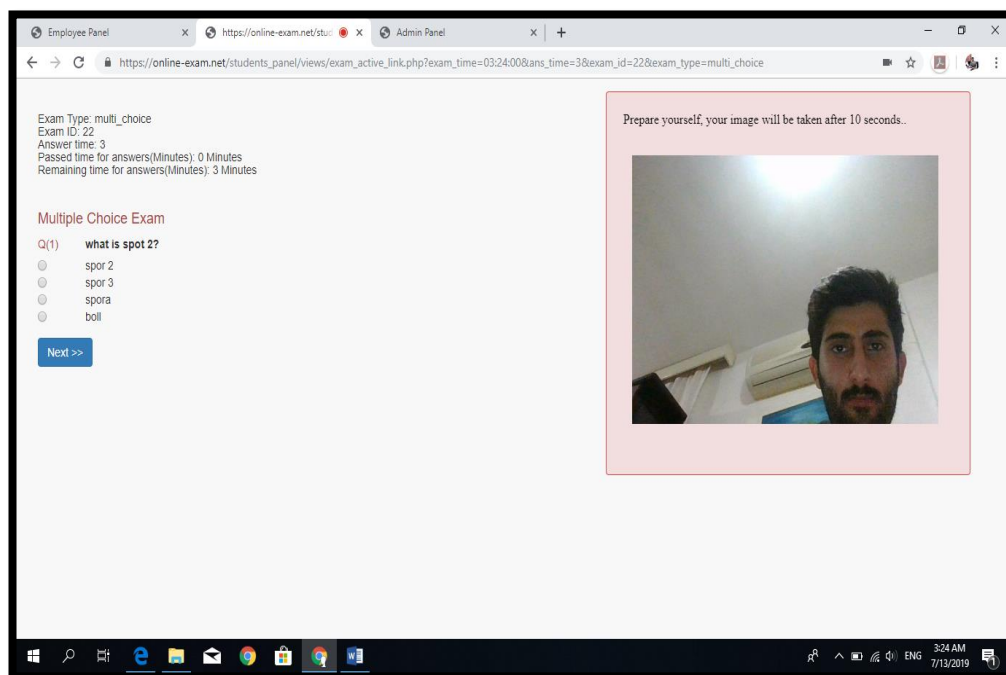 Employee Panel
https://online-exam.net/stu
Admin Panel
https://online-exam.net/students_panel/views/exam_active_link.php?exam_time=03:24:00&ans_time=3&exam_id=22&exam_type=multi_choice
Exam Type: multi_choice
Exam ID: 22
Answer time: 3
Passed time for answers(Minutes): 0 Minutes
Remaining time for answers(Minutes): 3 Minutes
Multiple Choice Exam
Q(1) what is spot 2?
spor 2
spor 3
spora
boll
Next >>
Prepare yourself, your image will be taken after 10 seconds..
ENG
3:24 AM
7/13/2019
1